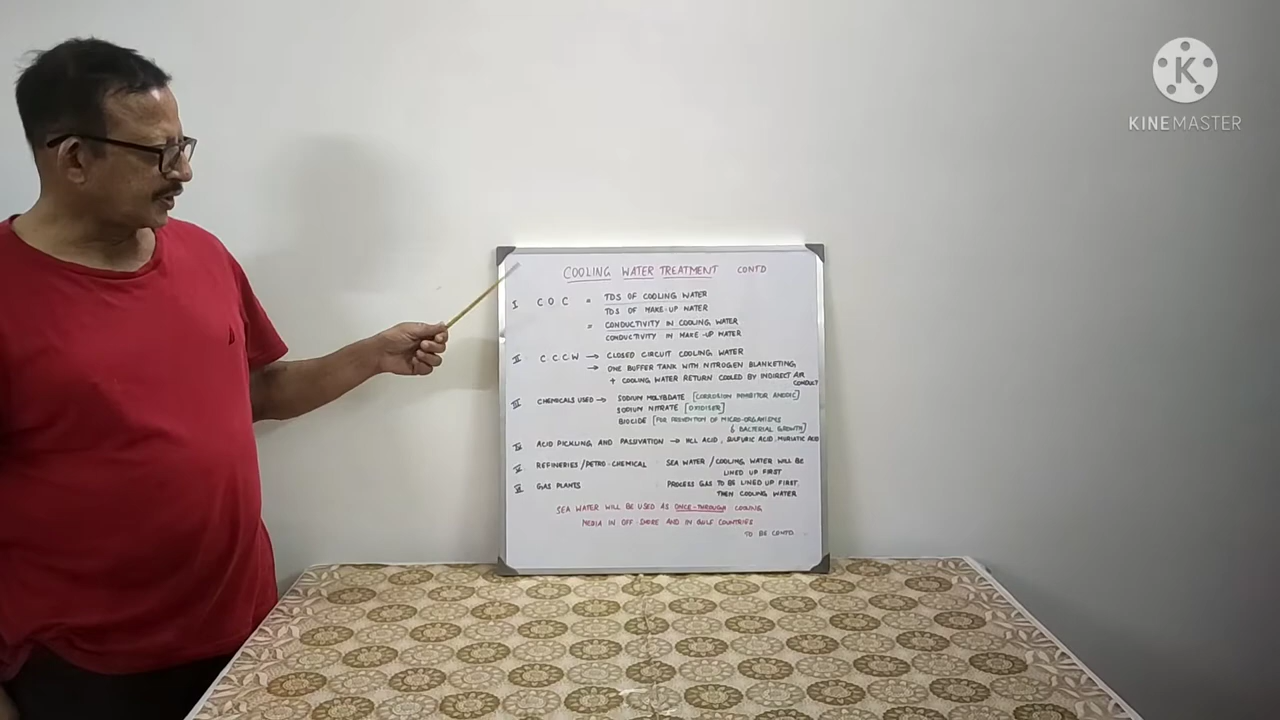 KINEMASTER
COOLING WATER TREATMENT CONTD
I C O C = TDS OF COOLING WATER
TDS OF MAKE-UP WATER
= CONDUCTIVITY IN COOLING WATER
CONDUCTIVITY IN MAKE-UP WATER
II C.C.C.W → CLOSED CIRCUIT COOLING WATER
→ ONE BUFFER TANK WITH NITROGEN BLANKETING,
+ COOLING WATER RETURN COOLED BY INDIRECT AIR
CONDUCT
III CHEMICALS USED → SODIUM MOLYBDATE [CORROSION INHIBITOR ANODIC]
SODIUM NITRATE [OXIDISER]
BIOCIDE [FOR PREVENTION OF MICRO-ORGANISMS
& BACTERIAL GROWTH]
IV ACID PICKLING AND PASSIVATION → HCL ACID, SULFURIC ACID, MURIATIC ACID
V REFINERIES/PETRO-CHEMICAL SEA WATER/COOLING WATER WILL BE
LINED UP FIRST
VI GAS PLANTS PROCESS GAS TO BE LINED UP FIRST,
THEN COOLING WATER
SEA WATER WILL BE USED AS ONCE-THROUGH COOLING
MEDIA IN OFF SHORE AND IN GULF COUNTRIES
TO BE CONTD.